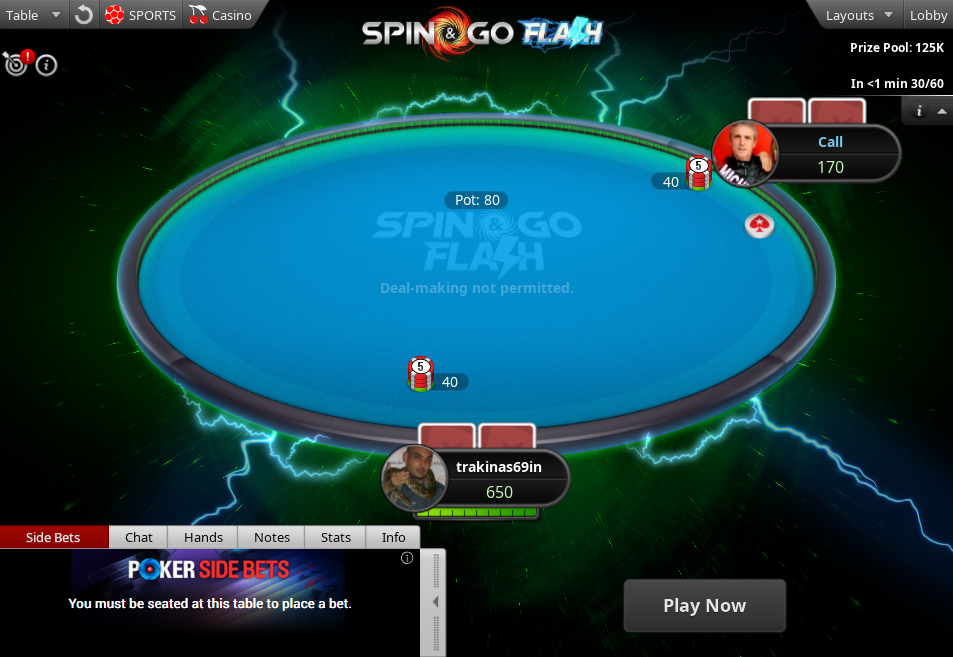 Table
SPORTS
Casino
SPIN&GO FLASH
Layouts
Lobby
Prize Pool: 125K
In <1 min 30/60
!
i
i
Call
170
5
40
Pot: 80
SPIN&GO
FLASH
Deal-making not permitted.
5
40
trakinas69in
650
Side Bets
Chat
Hands
Notes
Stats
Info
POKER SIDE BETS
i
You must be seated at this table to place a bet.
Play Now